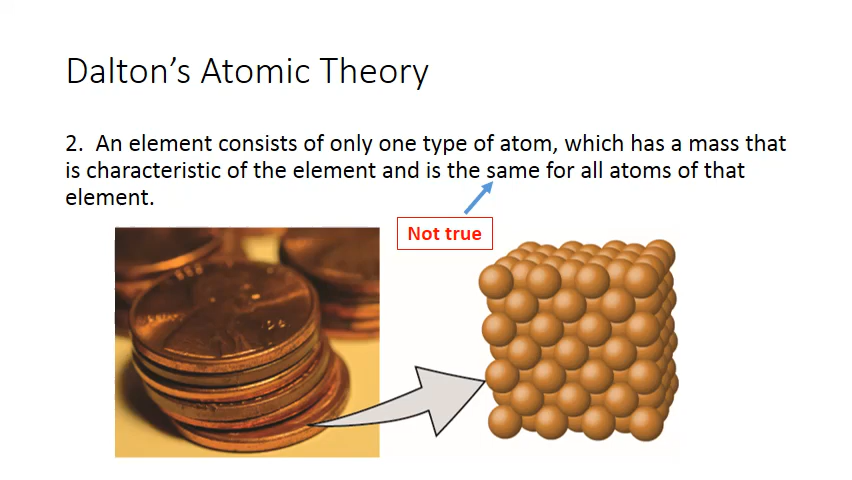 Dalton’s Atomic Theory
2. An element consists of only one type of atom, which has a mass that
is characteristic of the element and is the same for all atoms of that
element.
Not true